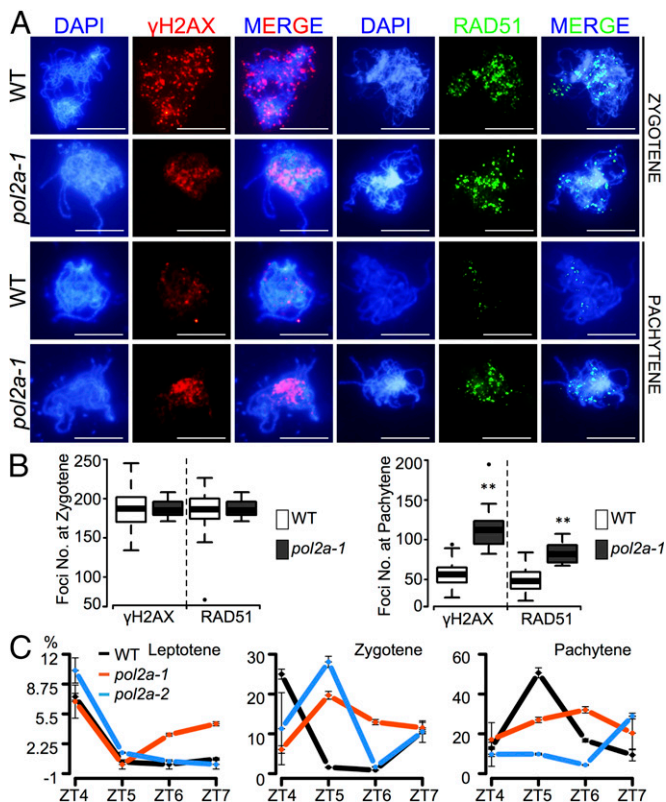 A
DAPI γH2AX MERGE DAPI RAD51 MERGE
WT
pol2a-1
ZYGOTENE
WT
pol2a-1
PACHYTENE
B
Foci No. at Zygotene
250
200
150
100
50
γH2AX RAD51
WT
pol2a-1
Foci No. at Pachytene
200
150
100
50
0
**
**
γH2AX RAD51
WT
pol2a-1
C
%
12
8.75
5.5
2.25
-1
WT
pol2a-1
pol2a-2
Leptotene
ZT4 ZT5 ZT6 ZT7
30
20
10
0
Zygotene
ZT4 ZT5 ZT6 ZT7
60
40
20
0
Pachytene
ZT4 ZT5 ZT6 ZT7